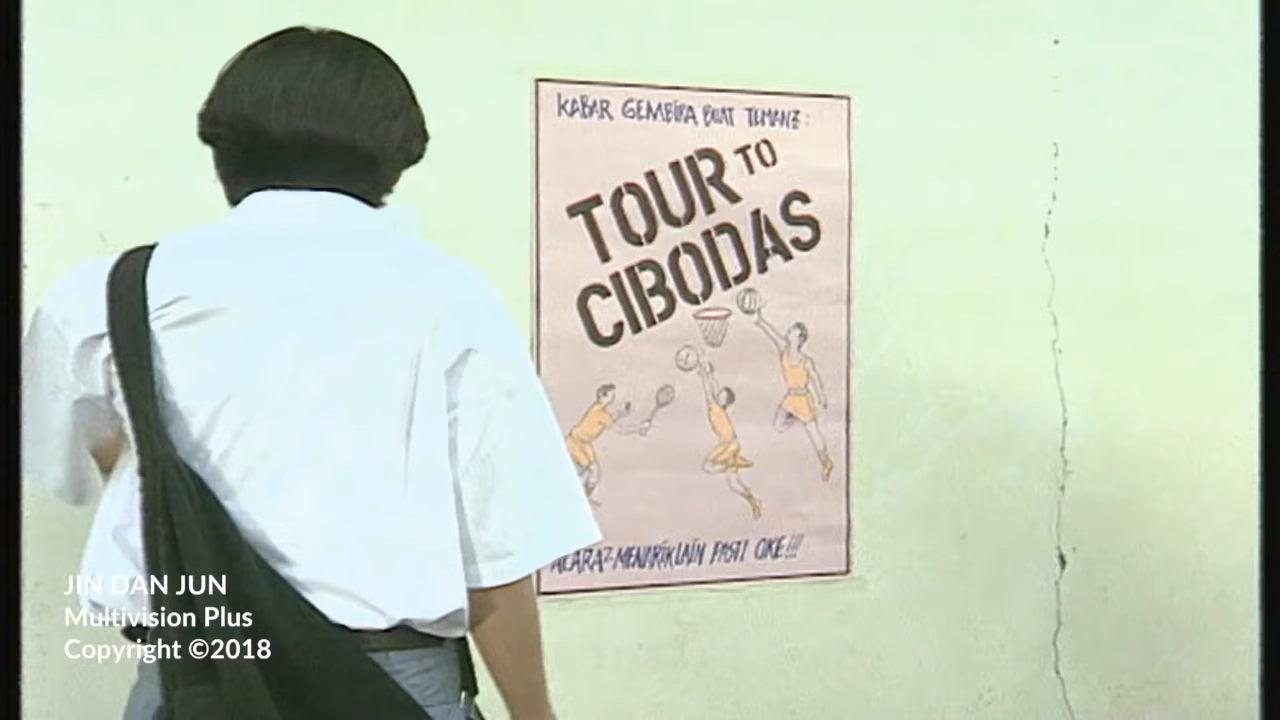 KABAR GEMBIRA BUAT TEMAN2 :
TOUR TO
CIBODAS
ACARA2 MENARIK LAIN PASTI OKE!!!
JIN DAN JUN
Multivision Plus
Copyright ©2018